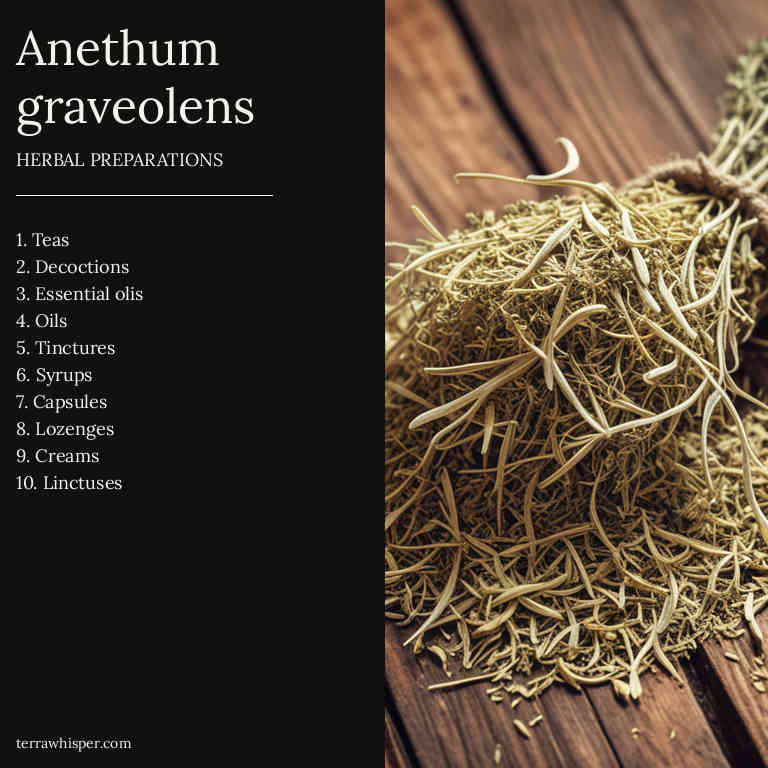 Anethum
graveolens
HERBAL PREPARATIONS
1. Teas
2. Decoctions
3. Essential olis
4. Oils
5. Tinctures
6. Syrups
7. Capsules
8. Lozenges
9. Creams
10. Linctuses
terrawhisper.com